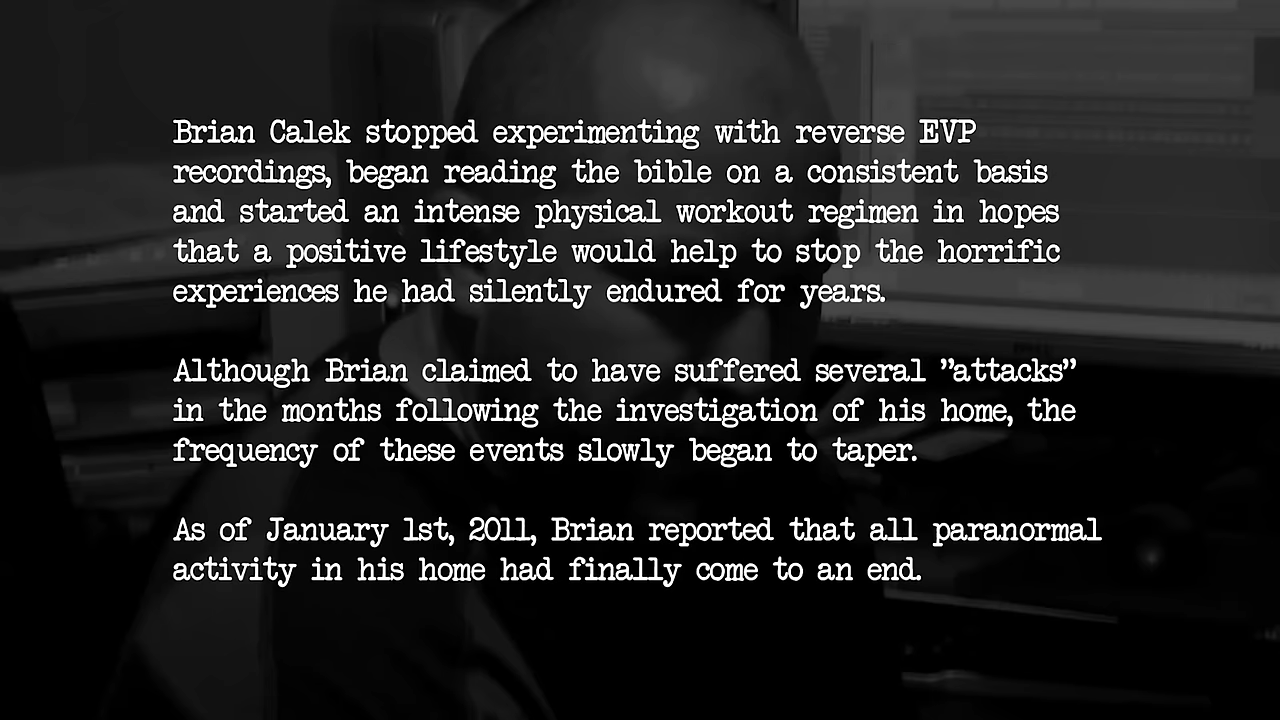 Brian Calek stopped experimenting with reverse EVP
recordings, began reading the bible on a consistent basis
and started an intense physical workout regimen in hopes
that a positive lifestyle would help to stop the horrific
experiences he had silently endured for years.
Although Brian claimed to have suffered several ”attacks”
in the months following the investigation of his home, the
frequency of these events slowly began to taper.
As of January 1st, 2011, Brian reported that all paranormal
activity in his home had finally come to an end.